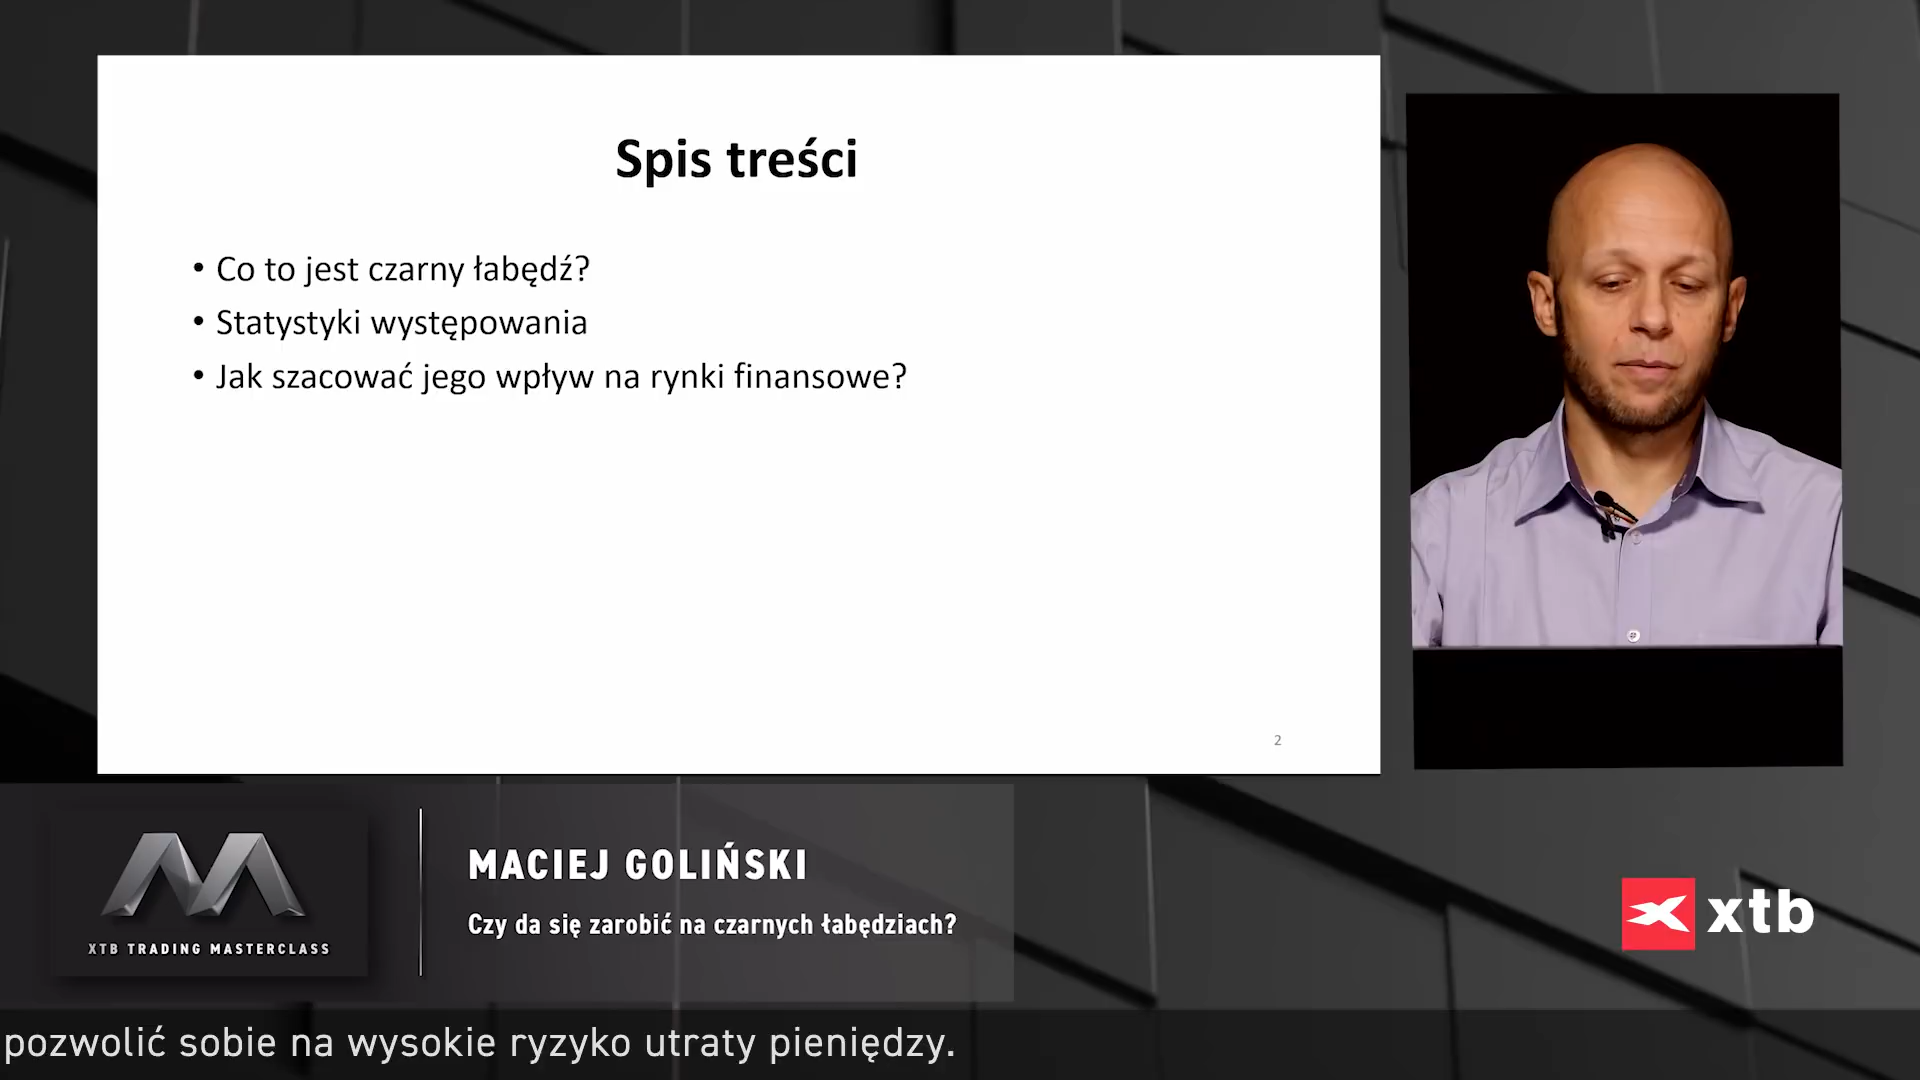 Spis treści
• Co to jest czarny łabędź?
• Statystyki występowania
• Jak szacować jego wpływ na rynki finansowe?
2
XTB TRADING MASTERCLASS
MACIEJ GOLIŃSKI
Czy da się zarobić na czarnych łabędziach?
xtb
pozwolić sobie na wysokie ryzyko utraty pieniędzy.